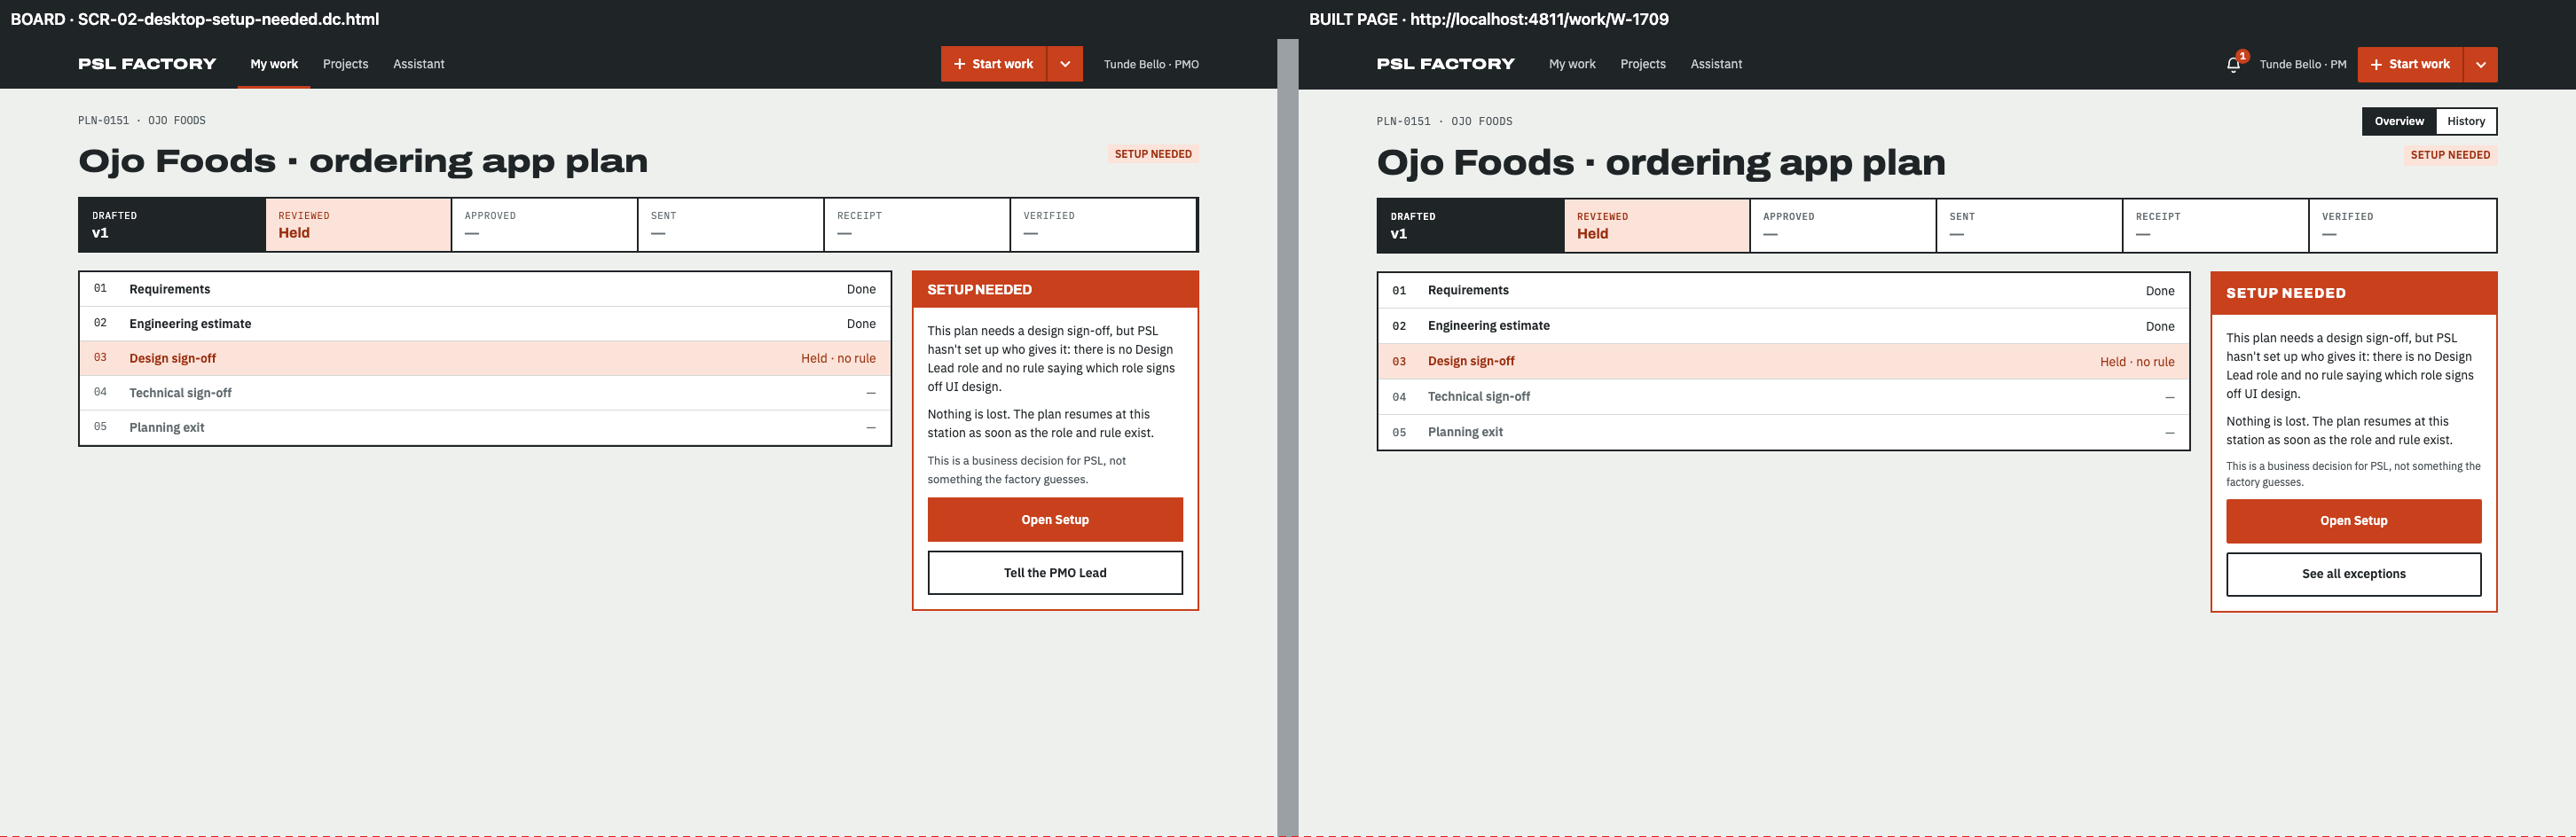 BOARD · SCR-02-desktop-setup-needed.dc.html
PSL FACTORY My work Projects Assistant + Start work Tunde Bello · PMO
PLN-0151 · OJO FOODS
Ojo Foods · ordering app plan SETUP NEEDED
DRAFTED REVIEWED APPROVED SENT RECEIPT VERIFIED
v1 Held — — — —
01 Requirements Done
02 Engineering estimate Done
03 Design sign-off Held · no rule
04 Technical sign-off —
05 Planning exit —
SETUP NEEDED
This plan needs a design sign-off, but PSL
hasn't set up who gives it: there is no Design
Lead role and no rule saying which role signs
off UI design.
Nothing is lost. The plan resumes at this
station as soon as the role and rule exist.
This is a business decision for PSL, not
something the factory guesses.
Open Setup
Tell the PMO Lead
BUILT PAGE · http://localhost:4811/work/W-1709
PSL FACTORY My work Projects Assistant 1 Tunde Bello · PM + Start work
PLN-0151 · OJO FOODS Overview History
Ojo Foods · ordering app plan SETUP NEEDED
DRAFTED REVIEWED APPROVED SENT RECEIPT VERIFIED
v1 Held — — — —
01 Requirements Done
02 Engineering estimate Done
03 Design sign-off Held · no rule
04 Technical sign-off —
05 Planning exit —
SETUP NEEDED
This plan needs a design sign-off, but PSL
hasn't set up who gives it: there is no Design
Lead role and no rule saying which role signs
off UI design.
Nothing is lost. The plan resumes at this
station as soon as the role and rule exist.
This is a business decision for PSL, not something the
factory guesses.
Open Setup
See all exceptions